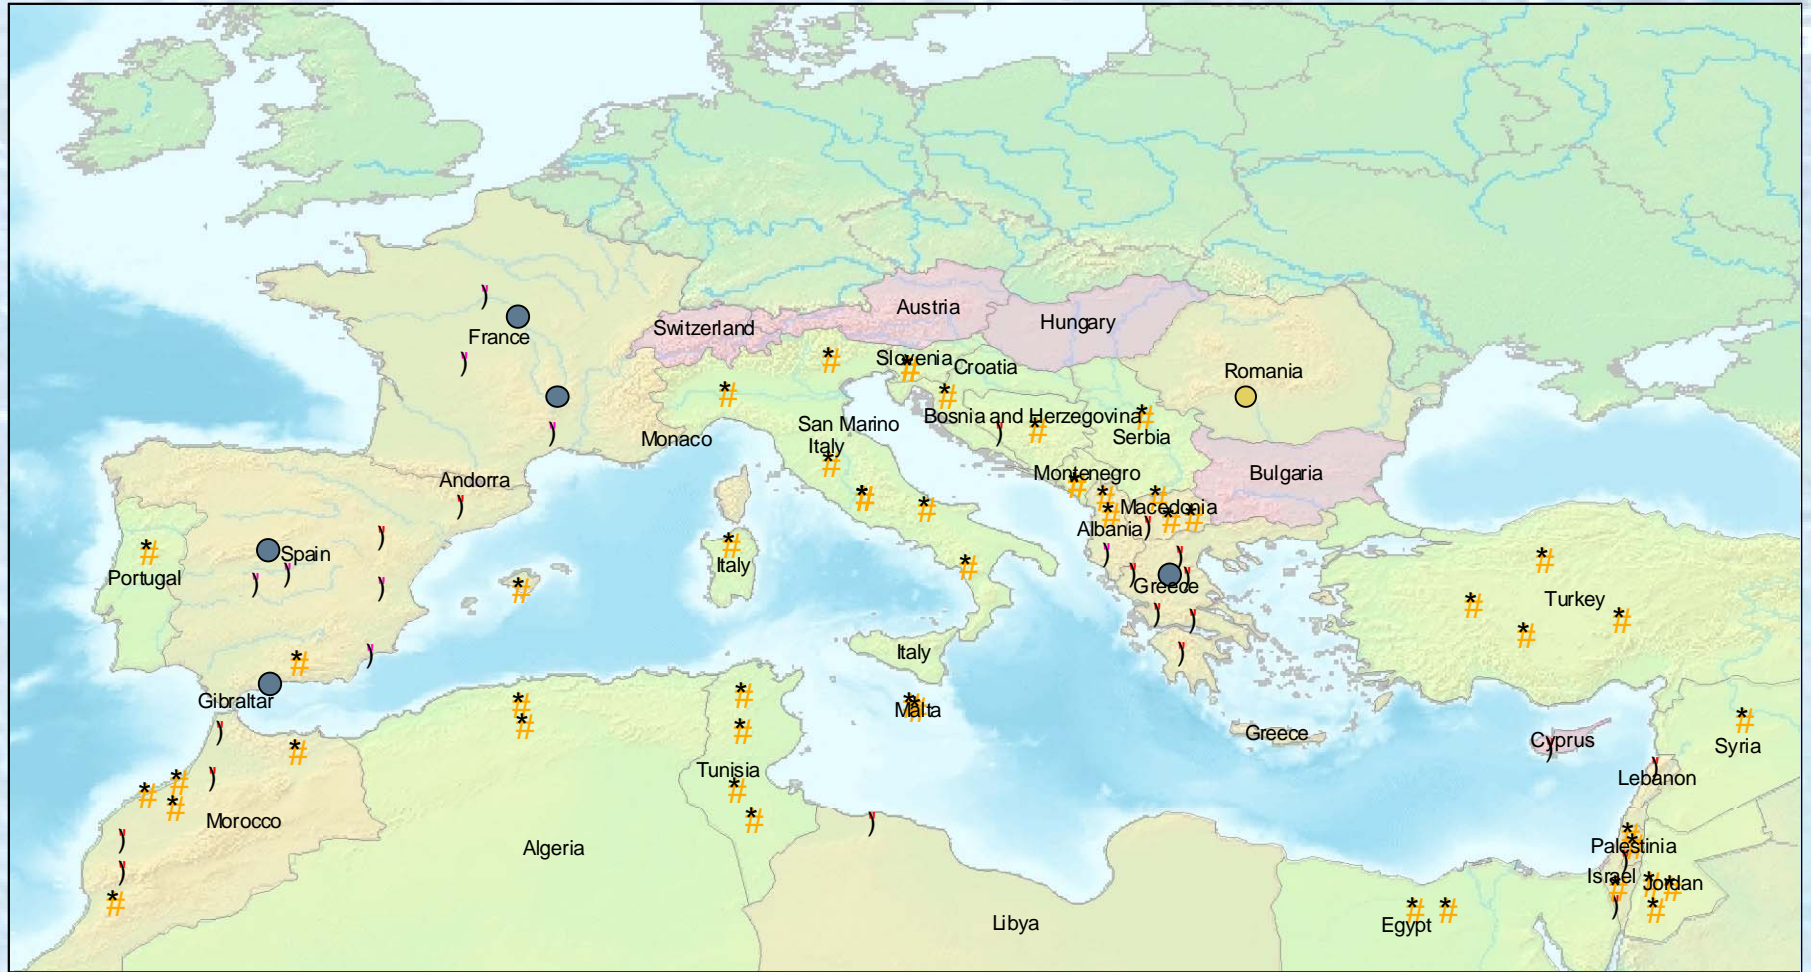 Austria
Hungary
Switzerland
France
Slovenia
Croatia
Romania
Bosnia and Herzegovina
San Marino
Serbia
Monaco
Italy
Montenegro
Bulgaria
Andorra
Macedonia
Albania
Spain
Italy
Portugal
Greece
Turkey
Italy
Gibraltar
Malta
Greece
Cyprus
Syria
Tunisia
Lebanon
Morocco
Algeria
Palestinia
Israel
Jordan
Libya
Egypt